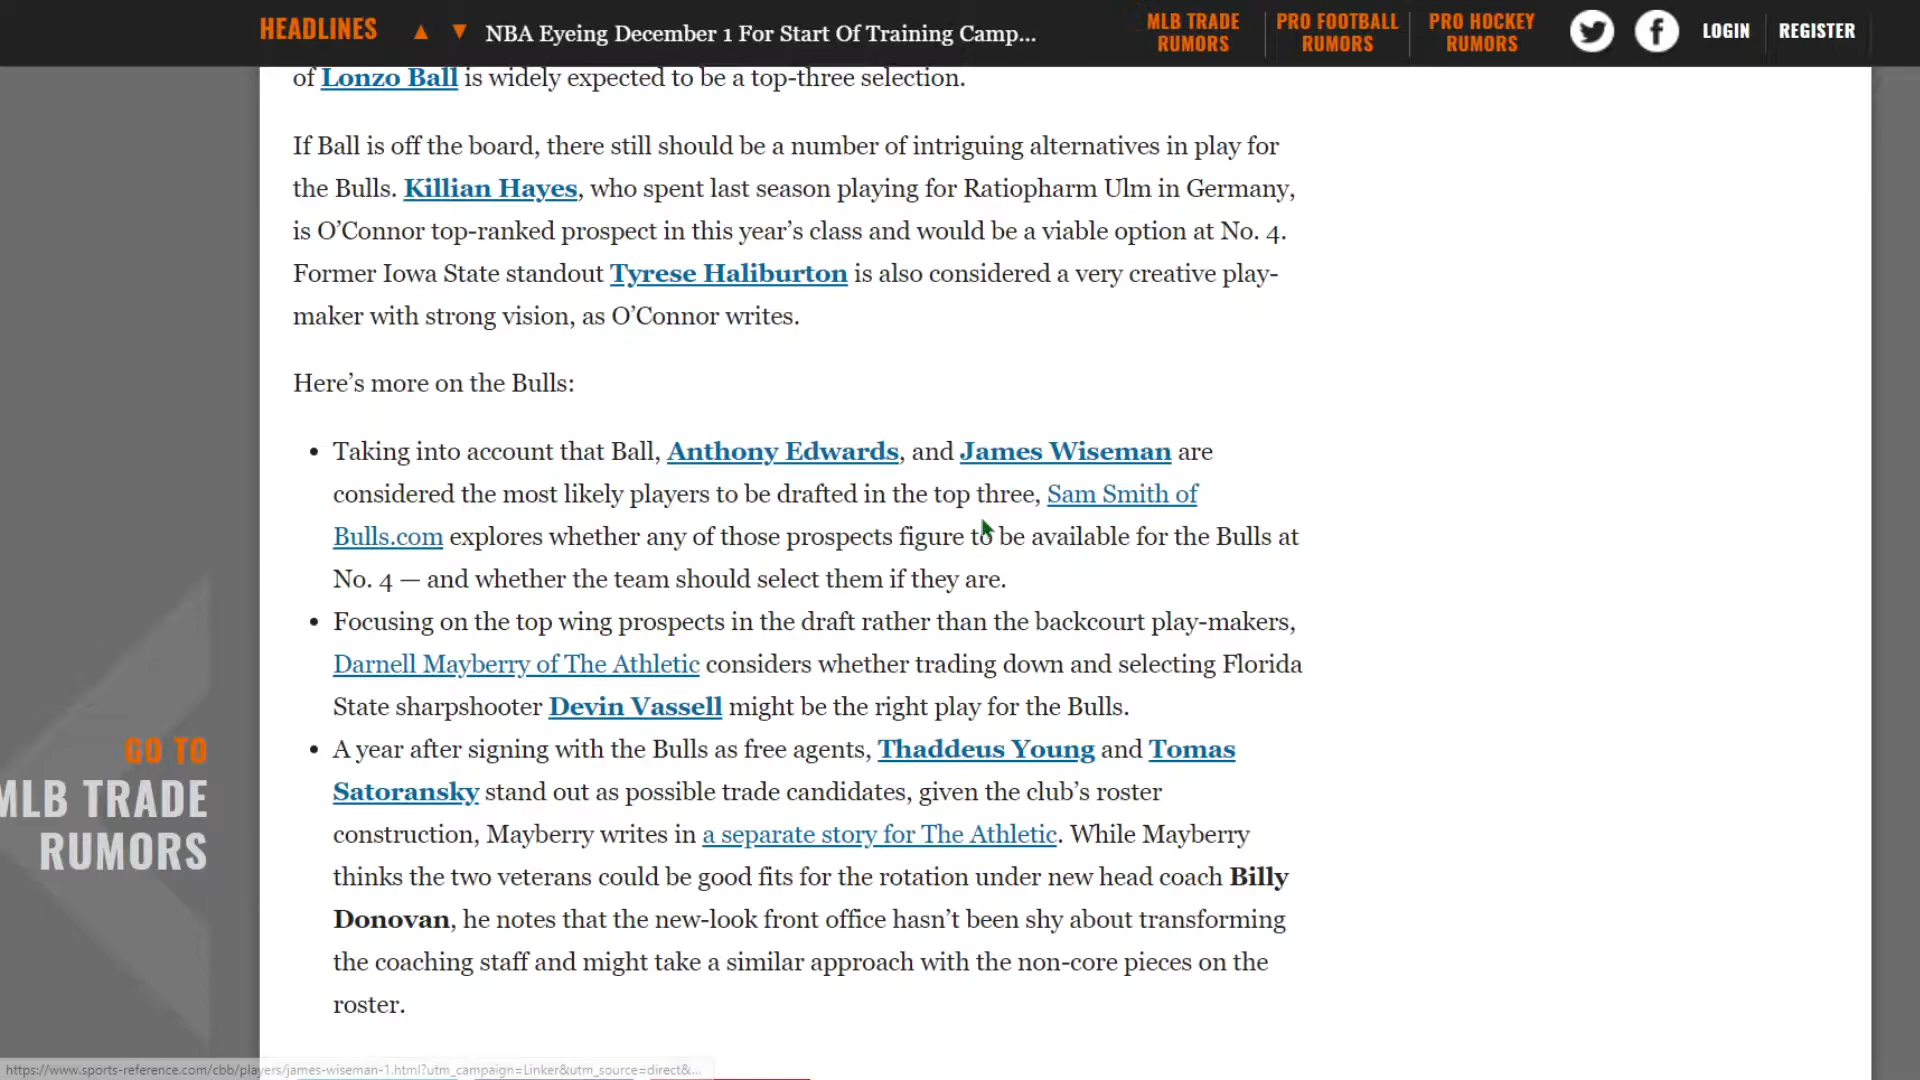 HEADLINES ▲ ▼ NBA Eyeing December 1 For Start Of Training Camp...
MLB TRADE RUMORS
PRO FOOTBALL RUMORS
PRO HOCKEY RUMORS
LOGIN
REGISTER
of Lonzo Ball is widely expected to be a top-three selection.
If Ball is off the board, there still should be a number of intriguing alternatives in play for
the Bulls. Killian Hayes, who spent last season playing for Ratiopharm Ulm in Germany,
is O’Connor top-ranked prospect in this year’s class and would be a viable option at No. 4.
Former Iowa State standout Tyrese Haliburton is also considered a very creative play-
maker with strong vision, as O’Connor writes.
Here’s more on the Bulls:
• Taking into account that Ball, Anthony Edwards, and James Wiseman are
considered the most likely players to be drafted in the top three, Sam Smith of
Bulls.com explores whether any of those prospects figure to be available for the Bulls at
No. 4 — and whether the team should select them if they are.
• Focusing on the top wing prospects in the draft rather than the backcourt play-makers,
Darnell Mayberry of The Athletic considers whether trading down and selecting Florida
State sharpshooter Devin Vassell might be the right play for the Bulls.
• A year after signing with the Bulls as free agents, Thaddeus Young and Tomas
Satoransky stand out as possible trade candidates, given the club’s roster
construction, Mayberry writes in a separate story for The Athletic. While Mayberry
thinks the two veterans could be good fits for the rotation under new head coach Billy
Donovan, he notes that the new-look front office hasn’t been shy about transforming
the coaching staff and might take a similar approach with the non-core pieces on the
roster.
GO TO
MLB TRADE
RUMORS
https://www.sports-reference.com/cbb/players/james-wiseman-1.html?utm_campaign=Linker&utm_source=direct&...